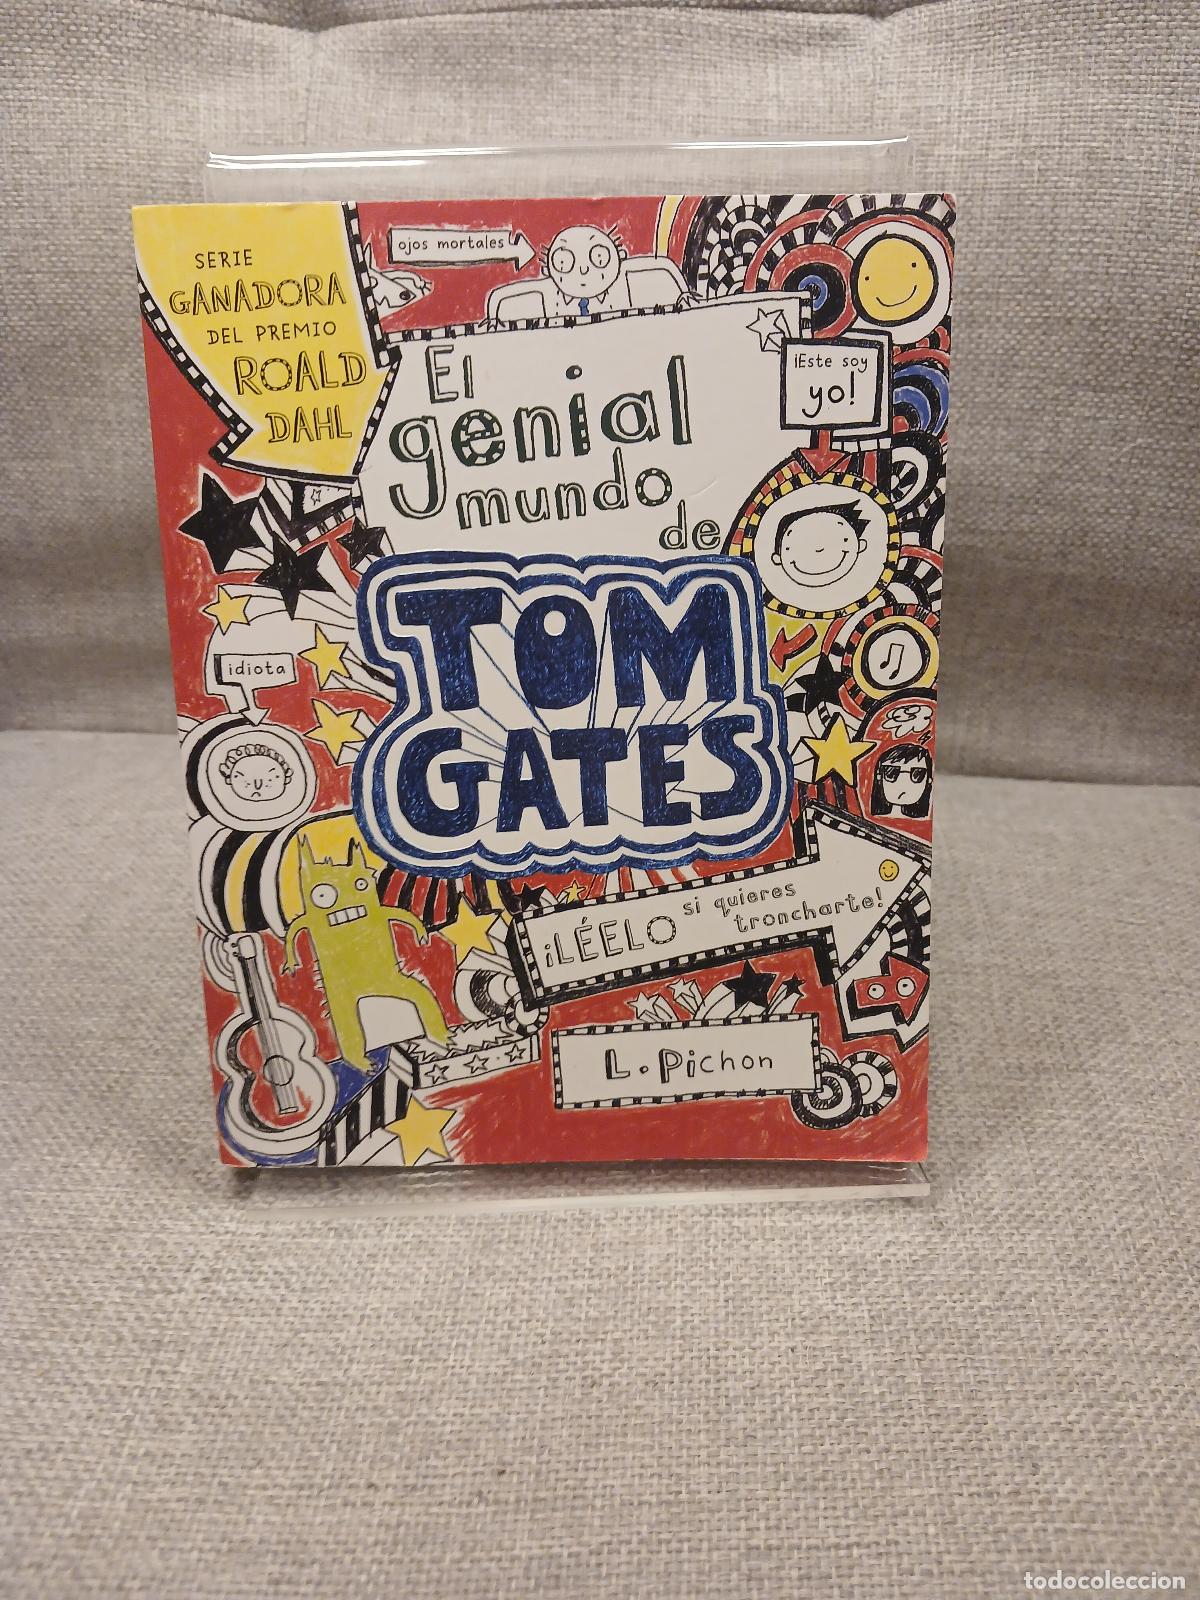 SERIE
GANADORA
DEL PREMIO
ROALD
DAHL
ojos mortales
El
genial
mundo
de
¡Este soy
yo!
TOM
GATES
idiota
¡LÉELO si quieres
troncharte!
L. Pichon
todocoleccion